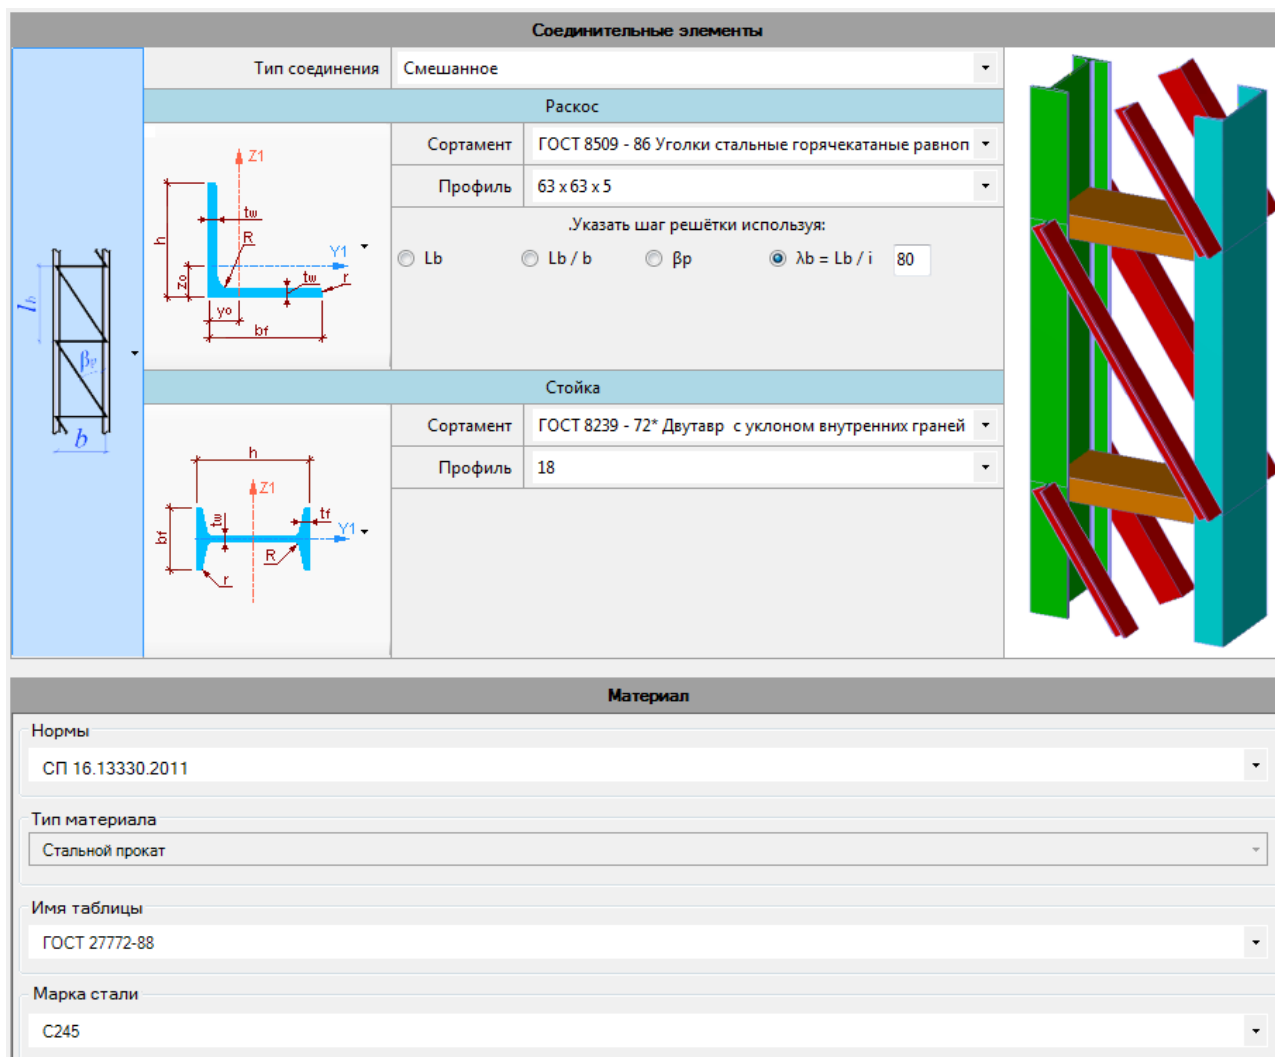 Соединительные элементы
Тип соединения Смешанное
Раскос
Сортамент ГОСТ 8509 - 86 Уголки стальные горячекатаные равноп
Профиль 63 x 63 x 5
.Указать шаг решётки используя:
Lb Lb / b βp λb = Lb / i 80
Z1
tw
h
R
Y1
zo
tw
r
yo
bf
lb
βp
b
Стойка
Сортамент ГОСТ 8239 - 72* Двутавр с уклоном внутренних граней
Профиль 18
h
Z1
tw
tf
Y1
bf
R
r
Материал
Нормы
СП 16.13330.2011
Тип материала
Стальной прокат
Имя таблицы
ГОСТ 27772-88
Марка стали
С245